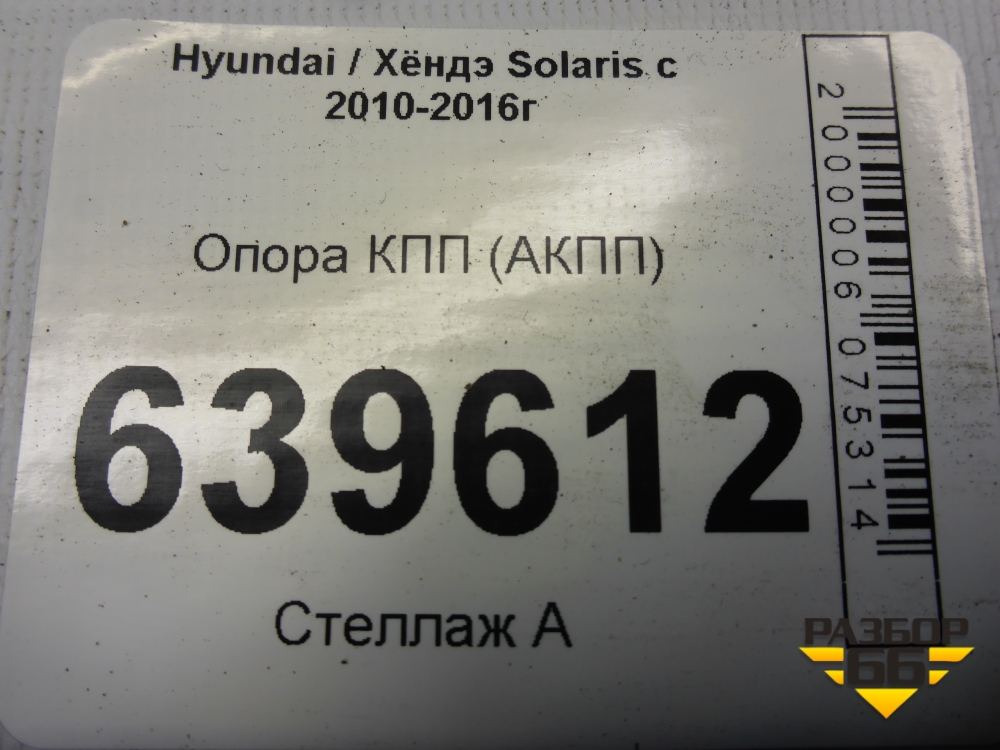 Hyundai / Хёндэ Solaris с
2010-2016г
Опора КПП (АКПП)
639612
Стеллаж А
2000006075314
РАЗБОР
66